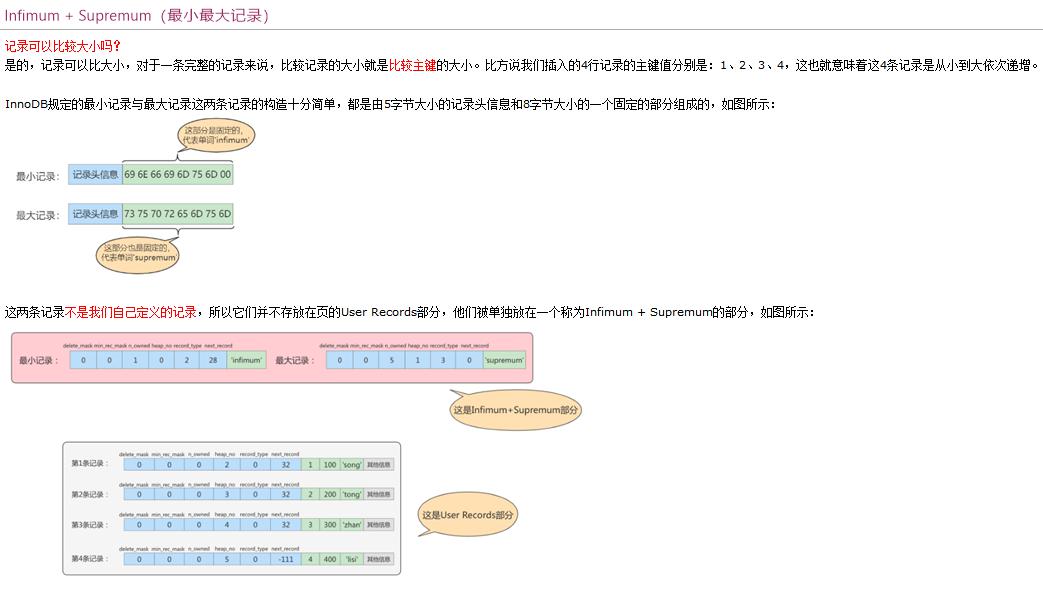 Infimum + Supremum（最小最大记录）
记录可以比较大小吗？
是的，记录可以比大小，对于一条完整的记录来说，比较记录的大小就是比较主键的大小。比方说我们插入的4行记录的主键值分别是：1、2、3、4，这也就意味着这4条记录是从小到大依次递增。
InnoDB规定的最小记录与最大记录这两条记录的构造十分简单，都是由5字节大小的记录头信息和8字节大小的一个固定的部分组成的，如图所示：
这部分是固定的，
代表单词'infimum'
最小记录： 记录头信息 69 6E 66 69 6D 75 6D 00
最大记录： 记录头信息 73 75 70 72 65 6D 75 6D
这部分也是固定的，
代表单词'supremum'
这两条记录不是我们自己定义的记录，所以它们并不存放在页的User Records部分，他们被单独放在一个称为Infimum + Supremum的部分，如图所示：
delete_mask min_rec_mask n_owned heap_no record_type next_record delete_mask min_rec_mask n_owned heap_no record_type next_record
最小记录： 0 0 1 0 2 28 'infimum' 最大记录： 0 0 5 1 3 0 'supremum'
这是Infimum+Supremum部分
delete_mask min_rec_mask n_owned heap_no record_type next_record
第1条记录： 0 0 0 2 0 32 1 100 'song' 其他信息
delete_mask min_rec_mask n_owned heap_no record_type next_record
第2条记录： 0 0 0 3 0 32 2 200 'tong' 其他信息
这是User Records部分
delete_mask min_rec_mask n_owned heap_no record_type next_record
第3条记录： 0 0 0 4 0 32 3 300 'zhan' 其他信息
delete_mask min_rec_mask n_owned heap_no record_type next_record
第4条记录： 0 0 0 5 0 -111 4 400 'lisi' 其他信息